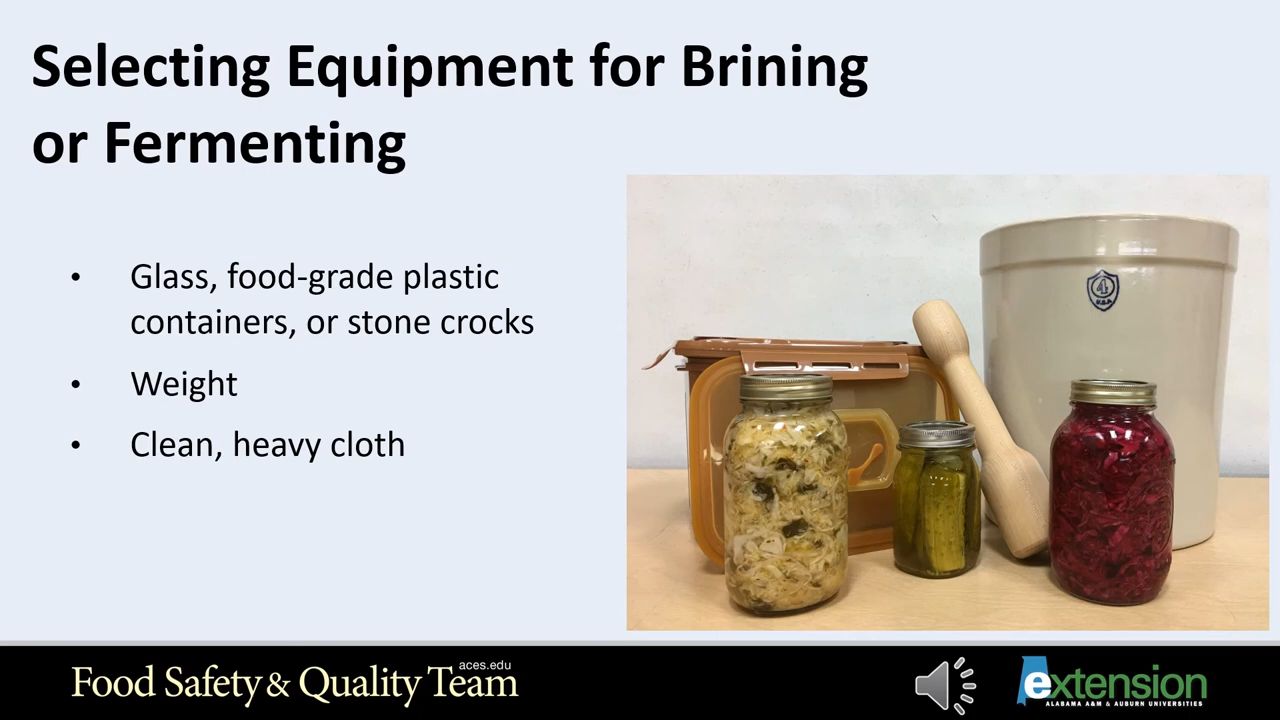 Selecting Equipment for Brining
or Fermenting
• Glass, food-grade plastic
containers, or stone crocks
• Weight
• Clean, heavy cloth
4
U.S.A.
Food Safety & Quality Team
aces.edu
extension
ALABAMA A&M & AUBURN UNIVERSITIES